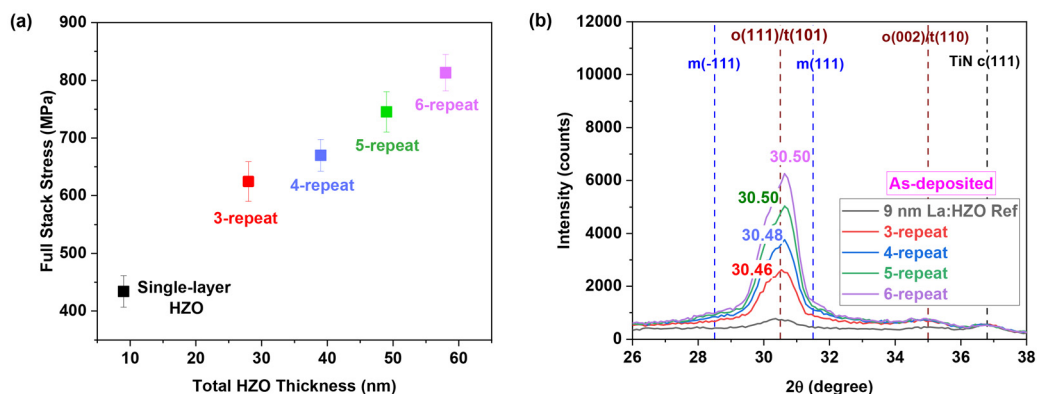 (a)
900
800
700
600
500
400
Full Stack Stress (MPa)
6-repeat
5-repeat
4-repeat
3-repeat
Single-layer
HZO
10
20
30
40
50
60
Total HZO Thickness (nm)
(b)
12000
10000
8000
6000
4000
2000
0
Intensity (counts)
o(111)/t(101)
o(002)/t(110)
m(-111)
m(111)
TiN c(111)
30.50
30.50
30.48
30.46
As-deposited
9 nm La:HZO Ref
3-repeat
4-repeat
5-repeat
6-repeat
26
28
30
32
34
36
38
2θ (degree)